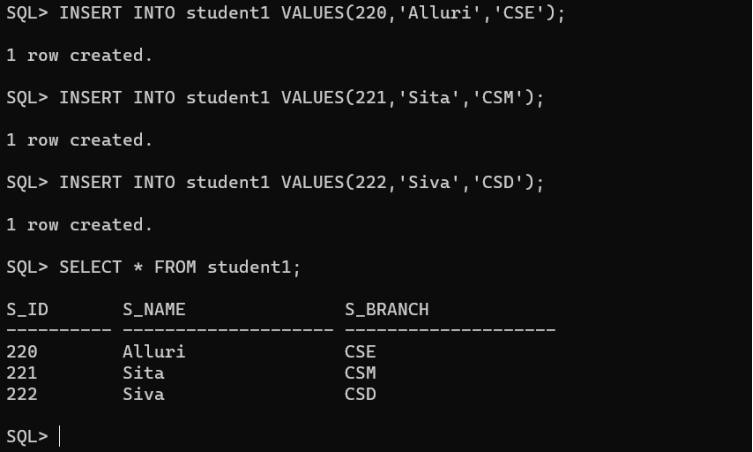 SQL> INSERT INTO student1 VALUES(220,'Alluri','CSE');
1 row created.
SQL> INSERT INTO student1 VALUES(221,'Sita','CSM');
1 row created.
SQL> INSERT INTO student1 VALUES(222,'Siva','CSD');
1 row created.
SQL> SELECT * FROM student1;
S_ID       S_NAME               S_BRANCH
---------- -------------------- --------------------
220        Alluri               CSE
221        Sita                 CSM
222        Siva                 CSD
SQL>